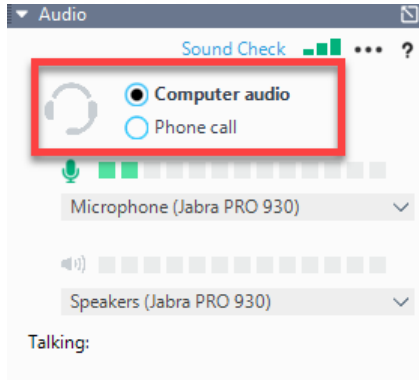 Audio
Sound Check ?
Computer audio
Phone call
Microphone (Jabra PRO 930)
Speakers (Jabra PRO 930)
Talking: